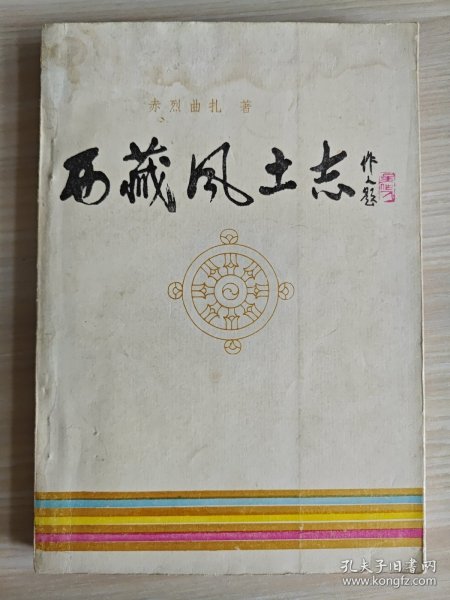 赤烈曲扎 著
西藏风土志
作人题
孔夫子旧书网
www.kongfz.com